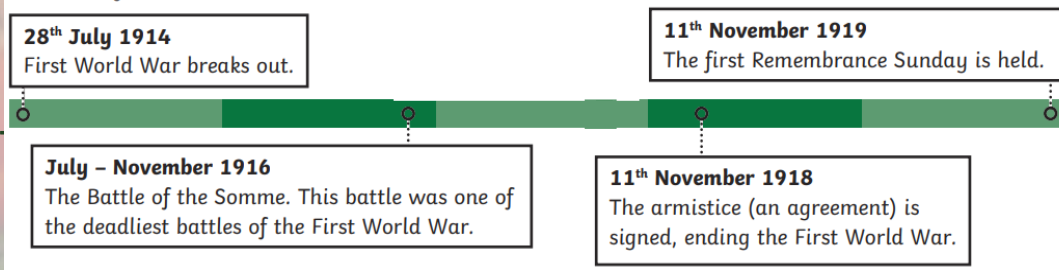 28th July 1914
First World War breaks out.
11th November 1919
The first Remembrance Sunday is held.
July – November 1916
The Battle of the Somme. This battle was one of
the deadliest battles of the First World War.
11th November 1918
The armistice (an agreement) is
signed, ending the First World War.